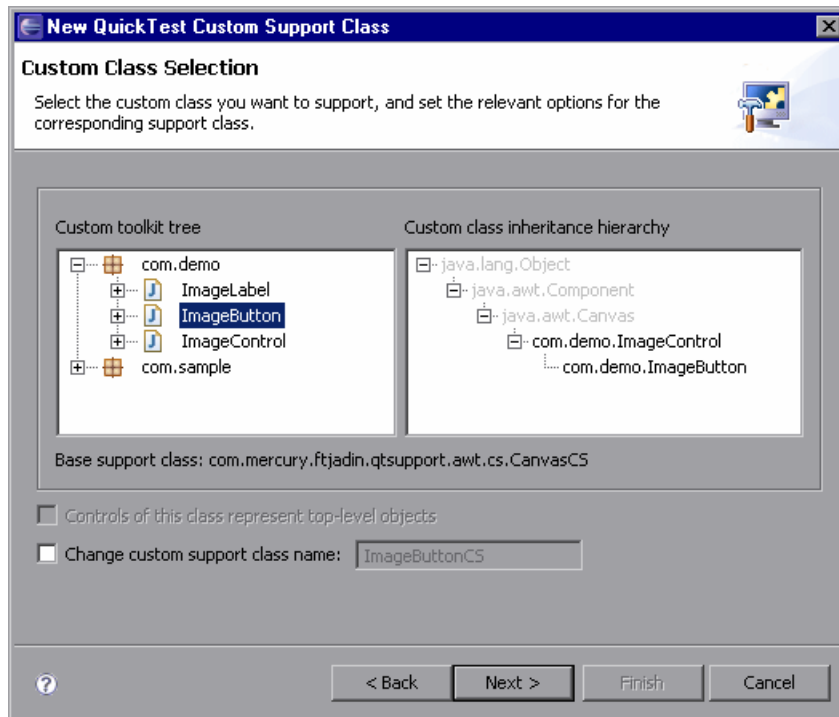 New QuickTest Custom Support Class
Custom Class Selection
Select the custom class you want to support, and set the relevant options for the
corresponding support class.
Custom toolkit tree
com.demo
ImageLabel
ImageButton
ImageControl
com.sample
Custom class inheritance hierarchy
java.lang.Object
java.awt.Component
java.awt.Canvas
com.demo.ImageControl
com.demo.ImageButton
Base support class: com.mercury.ftjadin.qtsupport.awt.cs.CanvasCS
Controls of this class represent top-level objects
Change custom support class name: ImageButtonCS
< Back Next > Finish Cancel